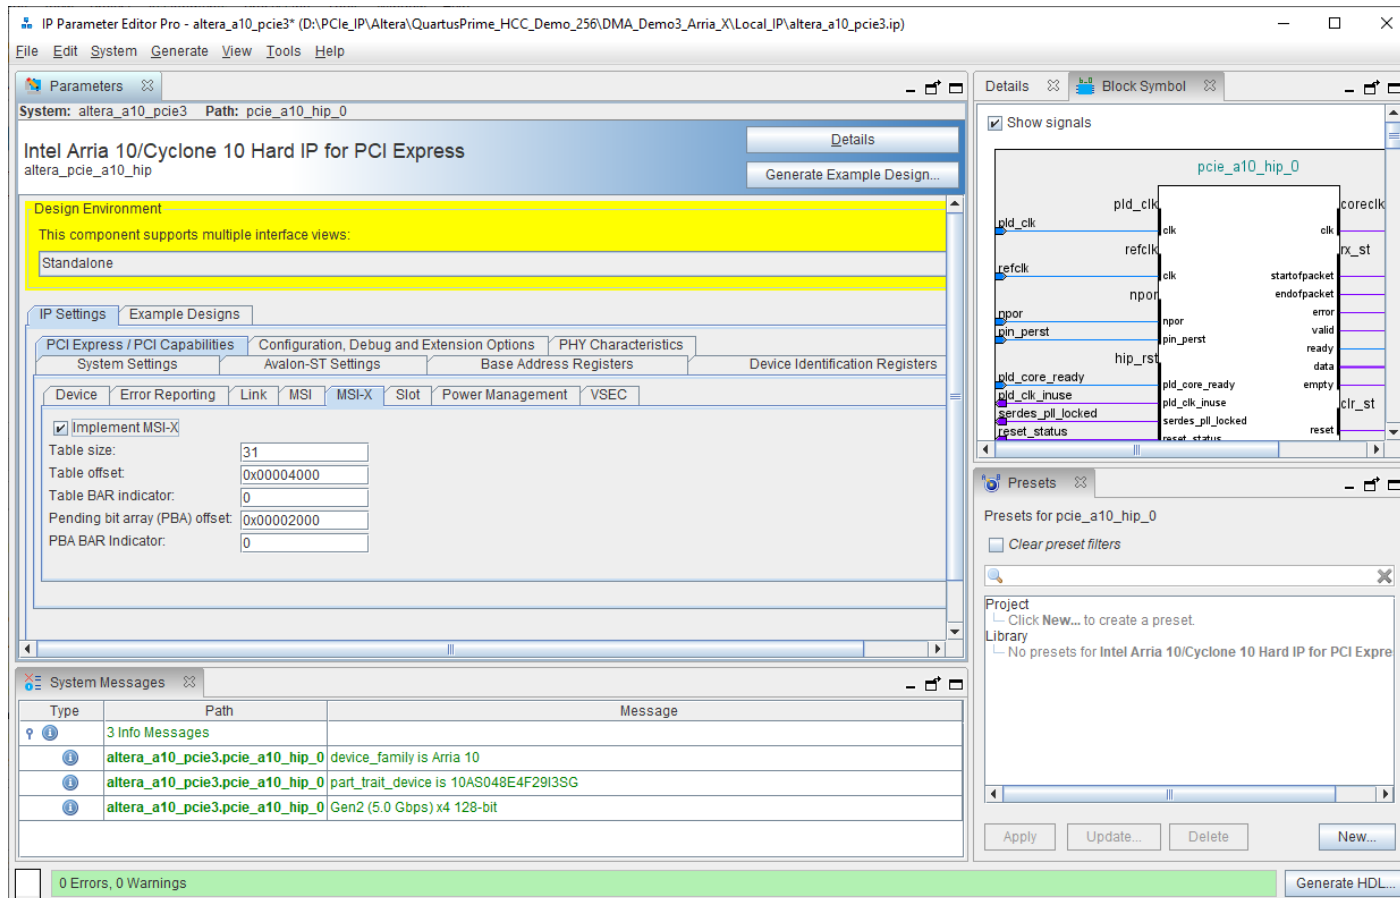 IP Parameter Editor Pro - altera_a10_pcie3* (D:\PCIe_IP\Altera\QuartusPrime_HCC_Demo_256\DMA_Demo3_Arria_X\Local_IP\altera_a10_pcie3.ip)
File Edit System Generate View Tools Help
Parameters
System: altera_a10_pcie3 Path: pcie_a10_hip_0
Intel Arria 10/Cyclone 10 Hard IP for PCI Express
altera_pcie_a10_hip
Details
Generate Example Design...
Design Environment
This component supports multiple interface views:
Standalone
IP Settings Example Designs
PCI Express / PCI Capabilities Configuration, Debug and Extension Options PHY Characteristics
System Settings Avalon-ST Settings Base Address Registers Device Identification Registers
Device Error Reporting Link MSI MSI-X Slot Power Management VSEC
Implement MSI-X
Table size: 31
Table offset: 0x00004000
Table BAR indicator: 0
Pending bit array (PBA) offset: 0x00002000
PBA BAR Indicator: 0
System Messages
Type Path Message
3 Info Messages
altera_a10_pcie3.pcie_a10_hip_0 device_family is Arria 10
altera_a10_pcie3.pcie_a10_hip_0 part_trait_device is 10AS048E4F29I3SG
altera_a10_pcie3.pcie_a10_hip_0 Gen2 (5.0 Gbps) x4 128-bit
0 Errors, 0 Warnings
Details Block Symbol
Show signals
pcie_a10_hip_0
pld_clk coreclk
pld_clk clk clk
refclk rx_st
refclk clk startofpacket
npor endofpacket
npor npor error
pin_perst pin_perst valid
hip_rst ready
data
pld_core_ready pld_core_ready empty
pld_clk_inuse pld_clk_inuse clr_st
serdes_pll_locked serdes_pll_locked
reset_status reset_status reset
Presets
Presets for pcie_a10_hip_0
Clear preset filters
Project
Click New... to create a preset.
Library
No presets for Intel Arria 10/Cyclone 10 Hard IP for PCI Expre
Apply Update... Delete New...
Generate HDL...